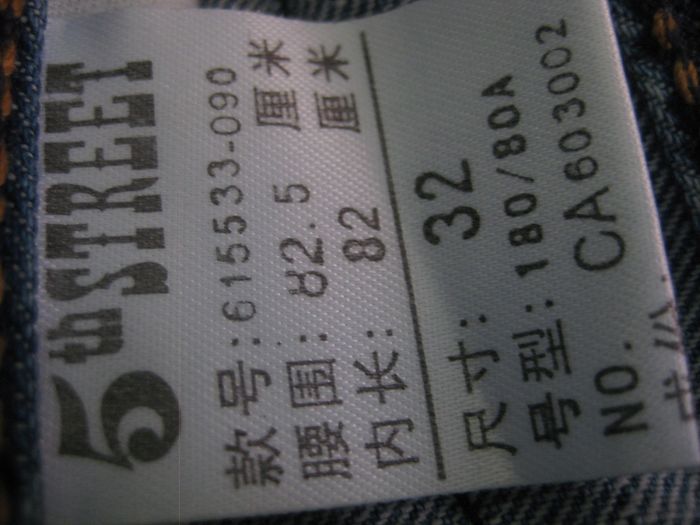 5th STREET
款号:615533-090
腰围:82.5 厘米
内长:82 厘米
尺寸:32
号型:180/80A
NO.CA603002